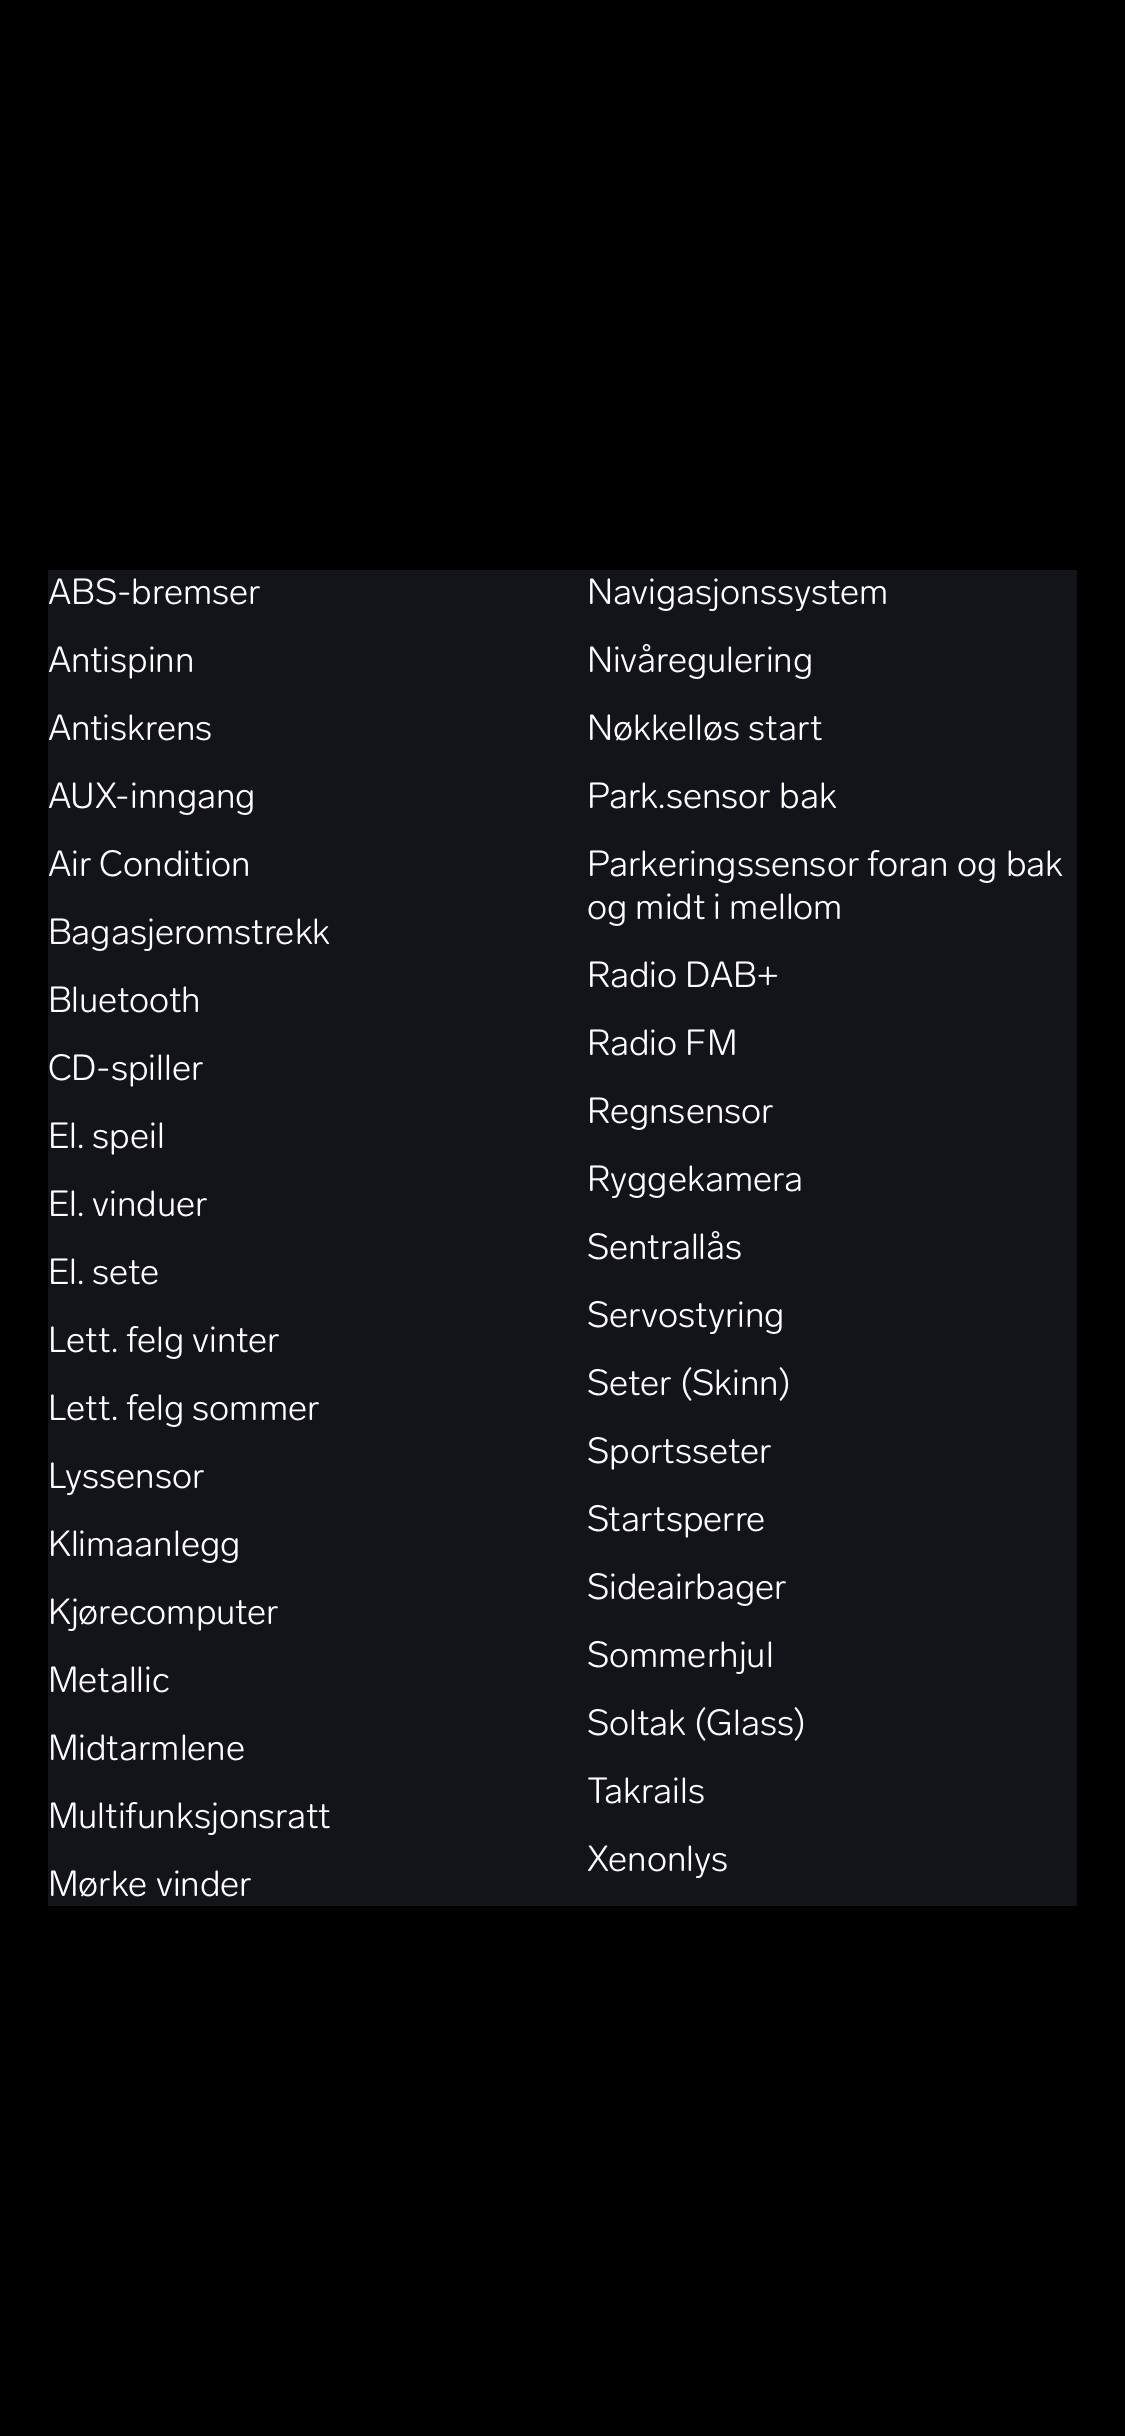 ABS-bremser
Antispinn
Antiskrens
AUX-inngang
Air Condition
Bagasjeromstrekk
Bluetooth
CD-spiller
El. speil
El. vinduer
El. sete
Lett. felg vinter
Lett. felg sommer
Lyssensor
Klimaanlegg
Kjørecomputer
Metallic
Midtarmlene
Multifunksjonsratt
Mørke vinder
Navigasjonssystem
Nivåregulering
Nøkkelløs start
Park.sensor bak
Parkeringssensor foran og bak
og midt i mellom
Radio DAB+
Radio FM
Regnsensor
Ryggekamera
Sentrallås
Servostyring
Seter (Skinn)
Sportsseter
Startsperre
Sideairbager
Sommerhjul
Soltak (Glass)
Takrails
Xenonlys